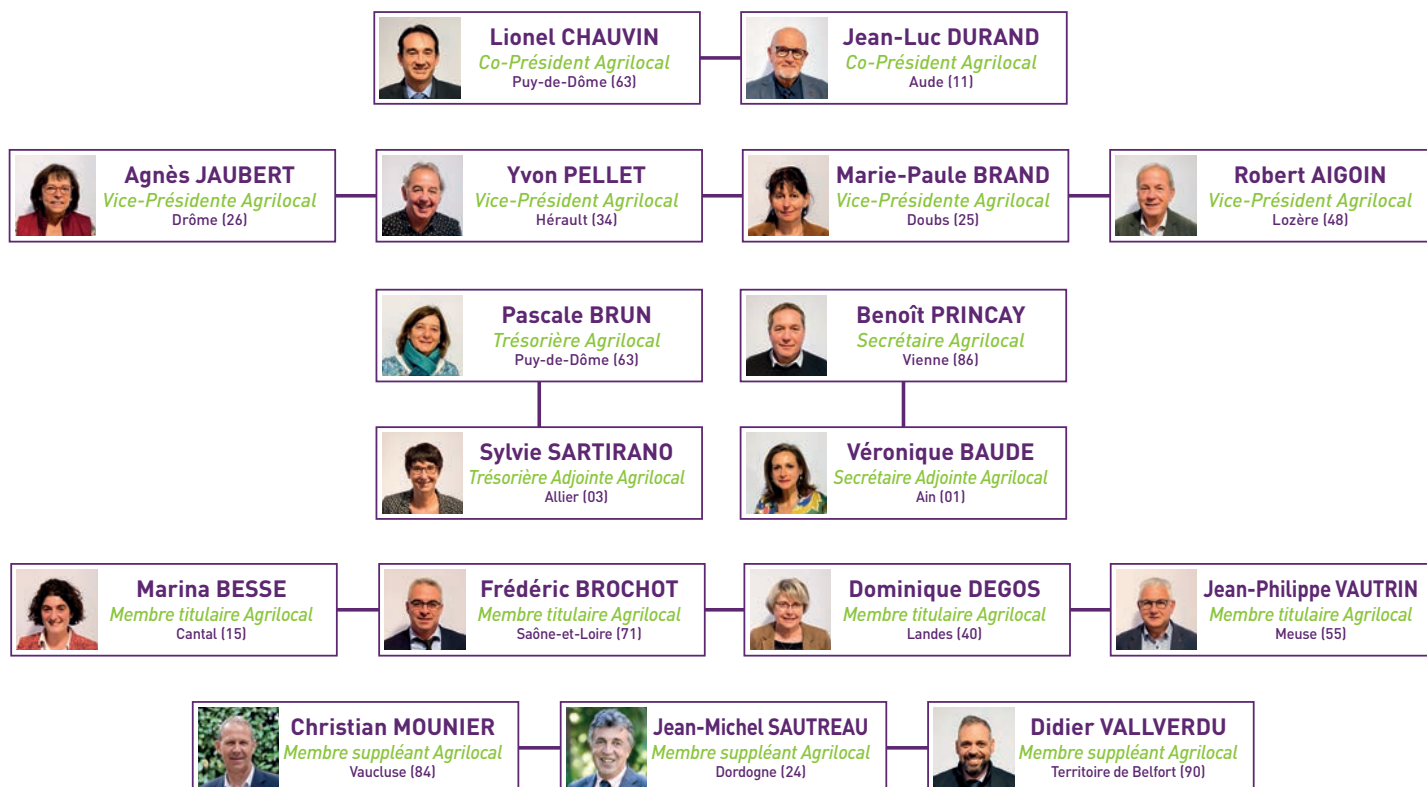 Lionel CHAUVIN
Co-Président Agrilocal
Puy-de-Dôme (63)
Jean-Luc DURAND
Co-Président Agrilocal
Aude (11)
Agnès JAUBERT
Vice-Présidente Agrilocal
Drôme (26)
Yvon PELLET
Vice-Président Agrilocal
Hérault (34)
Marie-Paule BRAND
Vice-Présidente Agrilocal
Doubs (25)
Robert AIGOIN
Vice-Président Agrilocal
Lozère (48)
Pascale BRUN
Trésorière Agrilocal
Puy-de-Dôme (63)
Benoît PRINCAY
Secrétaire Agrilocal
Vienne (86)
Sylvie SARTIRANO
Trésorière Adjointe Agrilocal
Allier (03)
Véronique BAUDE
Secrétaire Adjointe Agrilocal
Ain (01)
Marina BESSE
Membre titulaire Agrilocal
Cantal (15)
Frédéric BROCHOT
Membre titulaire Agrilocal
Saône-et-Loire (71)
Dominique DEGOS
Membre titulaire Agrilocal
Landes (40)
Jean-Philippe VAUTRIN
Membre titulaire Agrilocal
Meuse (55)
Christian MOUNIER
Membre suppléant Agrilocal
Vaucluse (84)
Jean-Michel SAUTREAU
Membre suppléant Agrilocal
Dordogne (24)
Didier VALLVERDU
Membre suppléant Agrilocal
Territoire de Belfort (90)